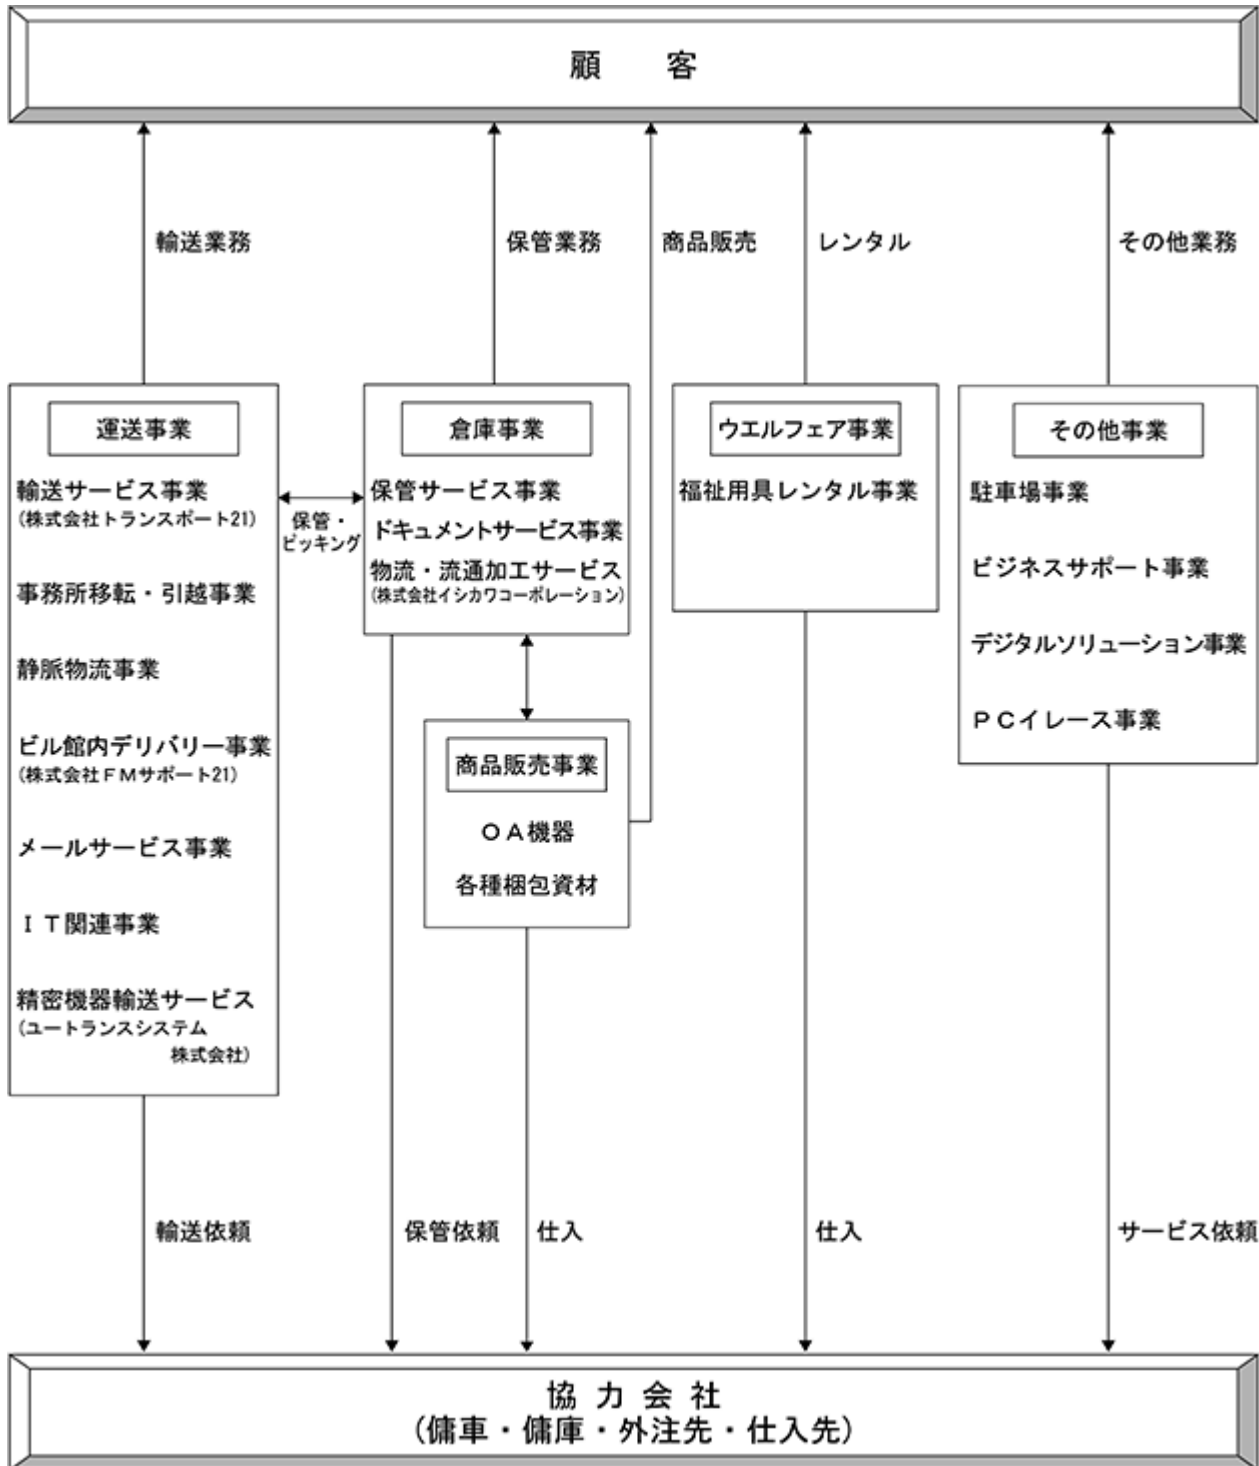 顧　客
輸送業務
保管業務
商品販売
レンタル
その他業務
運送事業
輸送サービス事業
(株式会社トランスポート21)
事務所移転・引越事業
静脈物流事業
ビル館内デリバリー事業
(株式会社ＦＭサポート21)
メールサービス事業
ＩＴ関連事業
精密機器輸送サービス
(ユートランスシステム
株式会社)
保管・
ピッキング
倉庫事業
保管サービス事業
ドキュメントサービス事業
物流・流通加工サービス
(株式会社イシカワコーポレーション)
商品販売事業
ＯＡ機器
各種梱包資材
ウエルフェア事業
福祉用具レンタル事業
その他事業
駐車場事業
ビジネスサポート事業
デジタルソリューション事業
ＰＣイレース事業
輸送依頼
保管依頼
仕入
仕入
サービス依頼
協力会社
(傭車・傭庫・外注先・仕入先)